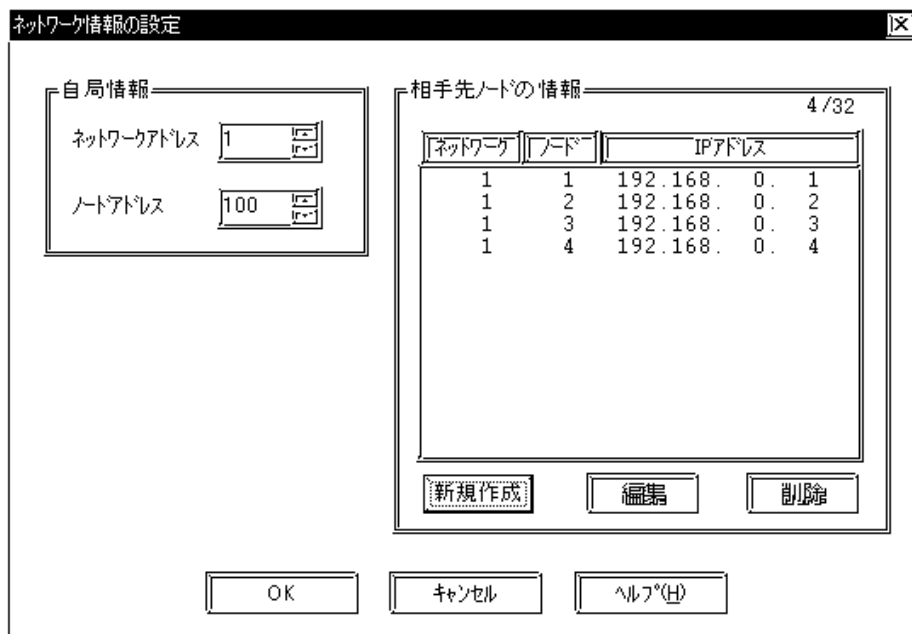 ネットワーク情報の設定
自局情報
ネットワークアドレス 1
ノードアドレス 100
相手先ノードの情報
4/32
ネットワーク ノード IPアドレス
1 1 192.168. 0. 1
1 2 192.168. 0. 2
1 3 192.168. 0. 3
1 4 192.168. 0. 4
新規作成 編集 削除
OK キャンセル ヘルプ(H)